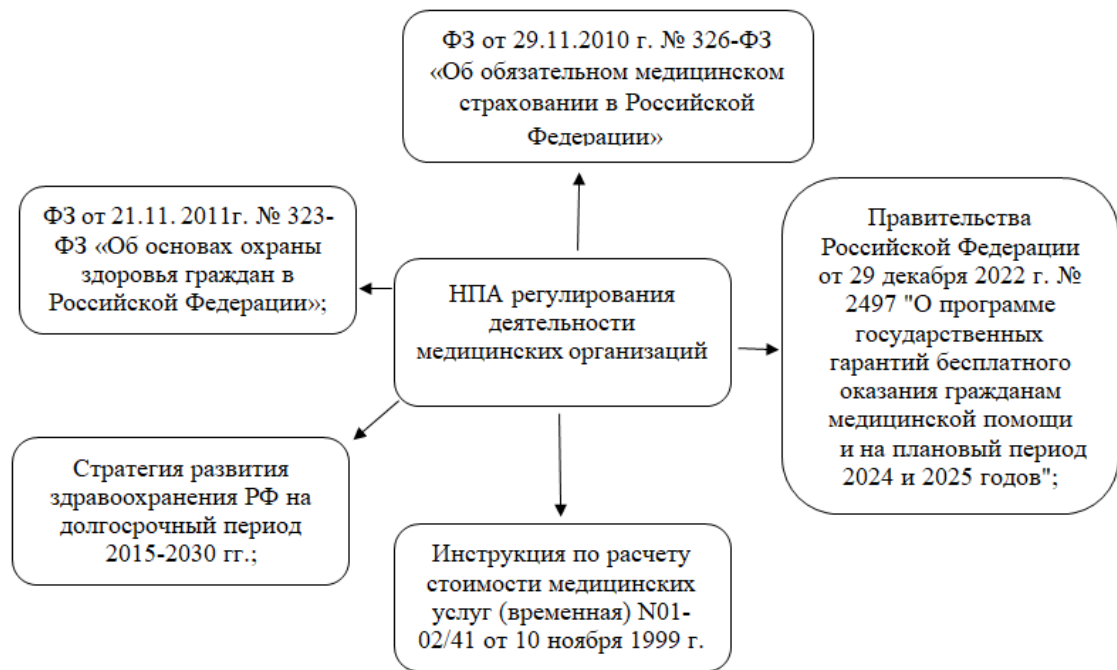 ФЗ от 29.11.2010 г. № 326-ФЗ
«Об обязательном медицинском
страховании в Российской
Федерации»
ФЗ от 21.11. 2011г. № 323-
ФЗ «Об основах охраны
здоровья граждан в
Российской Федерации»;
НПА регулирования
деятельности
медицинских организаций
Правительства
Российской Федерации
от 29 декабря 2022 г. №
2497 "О программе
государственных
гарантий бесплатного
оказания гражданам
медицинской помощи
и на плановый период
2024 и 2025 годов";
Стратегия развития
здравоохранения РФ на
долгосрочный период
2015-2030 гг.;
Инструкция по расчету
стоимости медицинских
услуг (временная) N01-
02/41 от 10 ноября 1999 г.